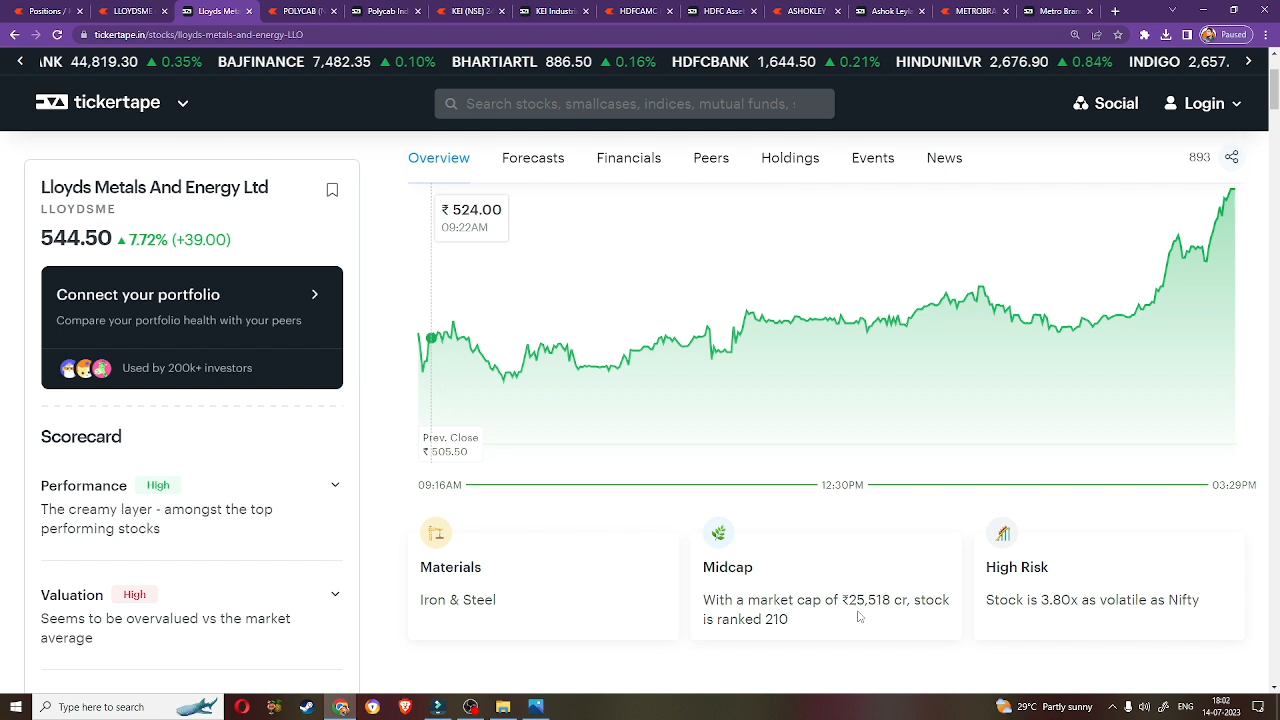 Positions /
LLOYDSME
Lloyds Met
POLYCAB
Polycab Ind
KEI (NSE
KEI Industri
HDFCAMC
HDFC Asset
ASHOKLEY
Ashok Leyl
METROBRA
Metro Bran
tickertape.in/stocks/lloyds-metals-and-energy-LLO
Paused
NK 44,819.30 ▲ 0.35% BAJFINANCE 7,482.35 ▲ 0.10% BHARTIARTL 886.50 ▲ 0.16% HDFCBANK 1,644.50 ▲ 0.21% HINDUNILVR 2,676.90 ▲ 0.84% INDIGO 2,657.
tickertape
Search stocks, smallcases, indices, mutual funds,
Social
Login
Lloyds Metals And Energy Ltd
LLOYDSME
544.50 ▲ 7.72% (+39.00)
Connect your portfolio
Compare your portfolio health with your peers
Used by 200k+ investors
Scorecard
Performance High
The creamy layer - amongst the top
performing stocks
Valuation High
Seems to be overvalued vs the market
average
Overview Forecasts Financials Peers Holdings Events News
893
₹ 524.00
09:22AM
Prev. Close
₹ 505.50
09:16AM 12:30PM 03:29PM
Materials
Iron & Steel
Midcap
With a market cap of ₹25,518 cr, stock
is ranked 210
High Risk
Stock is 3.80x as volatile as Nifty
Type here to search
29°C Partly sunny
18:02
14-07-2023